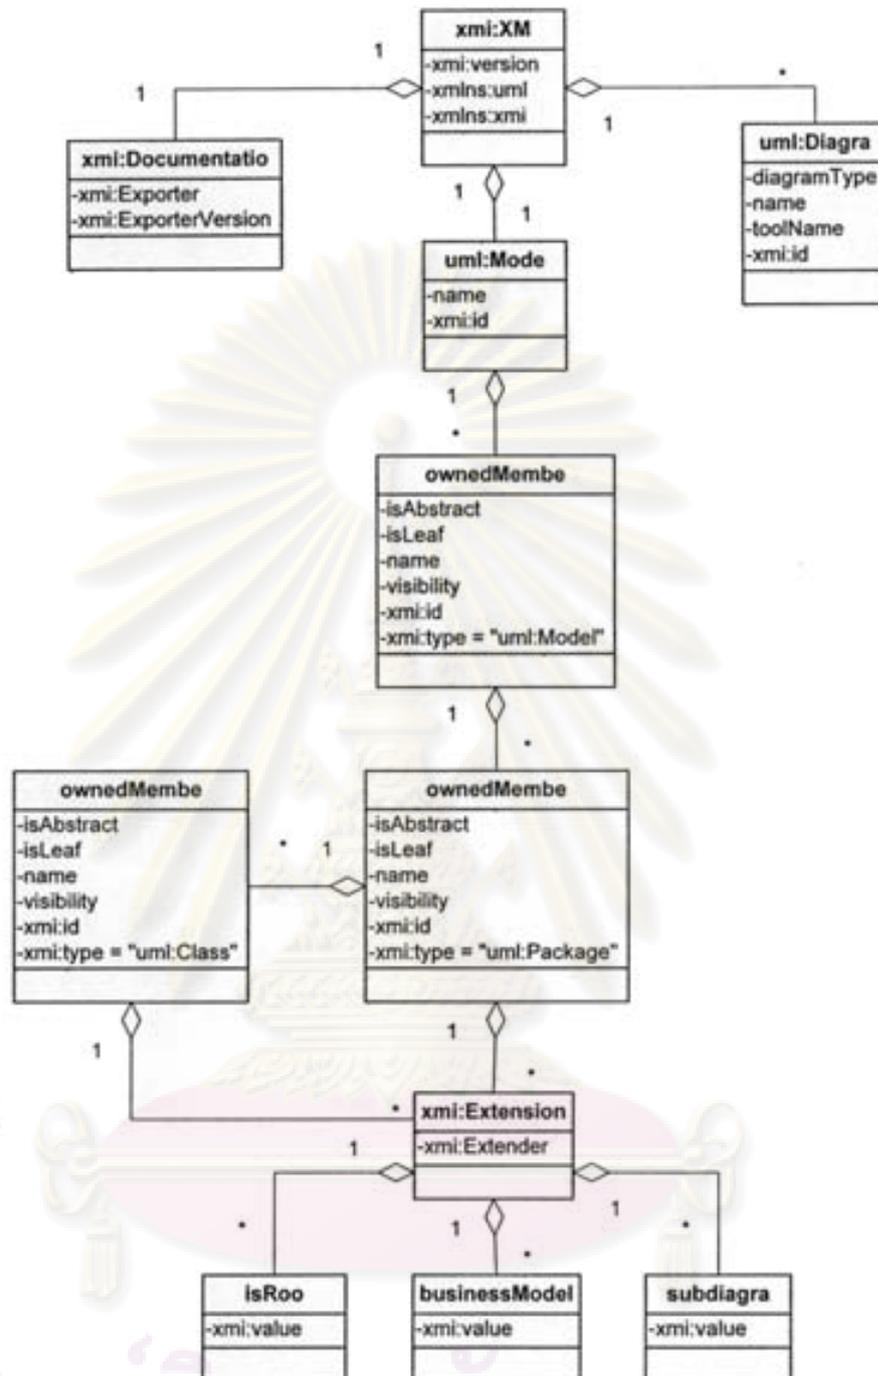 xmi:XM
-xmi:version
-xmlns:uml
-xmlns:xmi
1
1
1
*
1
1
xmi:Documentatio
-xmi:Exporter
-xmi:ExporterVersion
uml:Diagra
-diagramType
-name
-toolName
-xmi:id
uml:Mode
-name
-xmi:id
1
*
ownedMembe
-isAbstract
-isLeaf
-name
-visibility
-xmi:id
-xmi:type = "uml:Model"
1
*
ownedMembe
-isAbstract
-isLeaf
-name
-visibility
-xmi:id
-xmi:type = "uml:Class"
*
1
ownedMembe
-isAbstract
-isLeaf
-name
-visibility
-xmi:id
-xmi:type = "uml:Package"
1
*
1
*
xmi:Extension
-xmi:Extender
1
*
1
*
1
*
isRoo
-xmi:value
businessModel
-xmi:value
subdiagra
-xmi:value